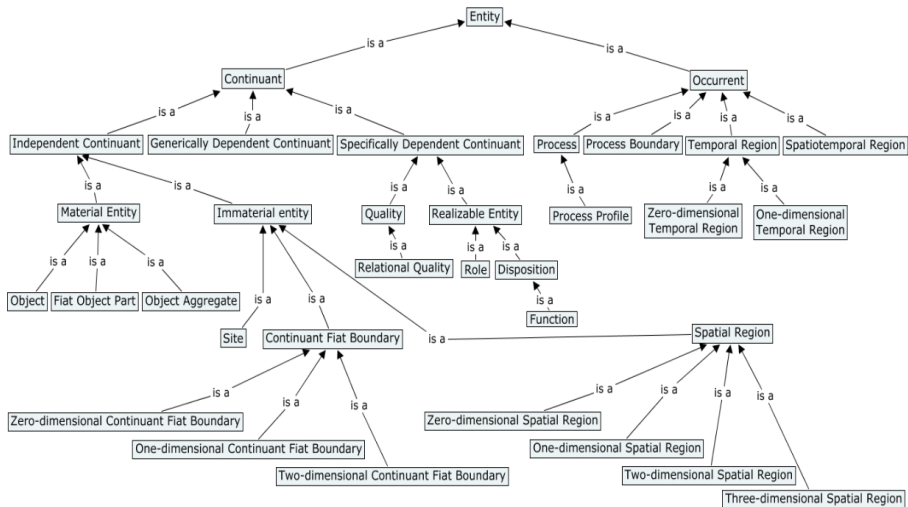 Entity
is a
is a
Continuant
Occurrent
is a
is a
is a
is a
is a
is a
is a
Independent Continuant
Generically Dependent Continuant
Specifically Dependent Continuant
Process
Process Boundary
Temporal Region
Spatiotemporal Region
is a
is a
is a
is a
is a
is a
is a
Material Entity
Immaterial entity
Quality
Realizable Entity
Process Profile
Zero-dimensional
Temporal Region
One-dimensional
Temporal Region
is a
is a
is a
is a
is a
is a
Relational Quality
Role
Disposition
Object
Fiat Object Part
Object Aggregate
is a
is a
is a
Function
Site
Continuant Fiat Boundary
is a
Spatial Region
is a
is a
is a
is a
is a
is a
is a
Zero-dimensional Continuant Fiat Boundary
Zero-dimensional Spatial Region
One-dimensional Continuant Fiat Boundary
One-dimensional Spatial Region
Two-dimensional Continuant Fiat Boundary
Two-dimensional Spatial Region
Three-dimensional Spatial Region